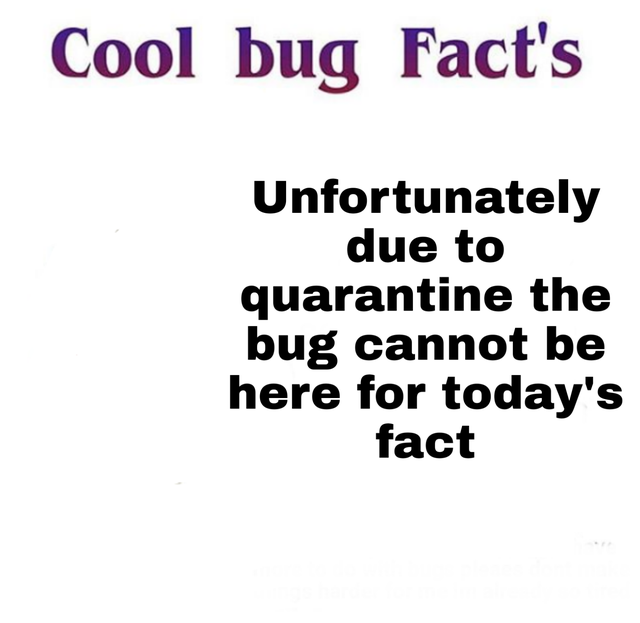 Cool bug Fact's
Unfortunately
due to
quarantine the
bug cannot be
here for today's
fact